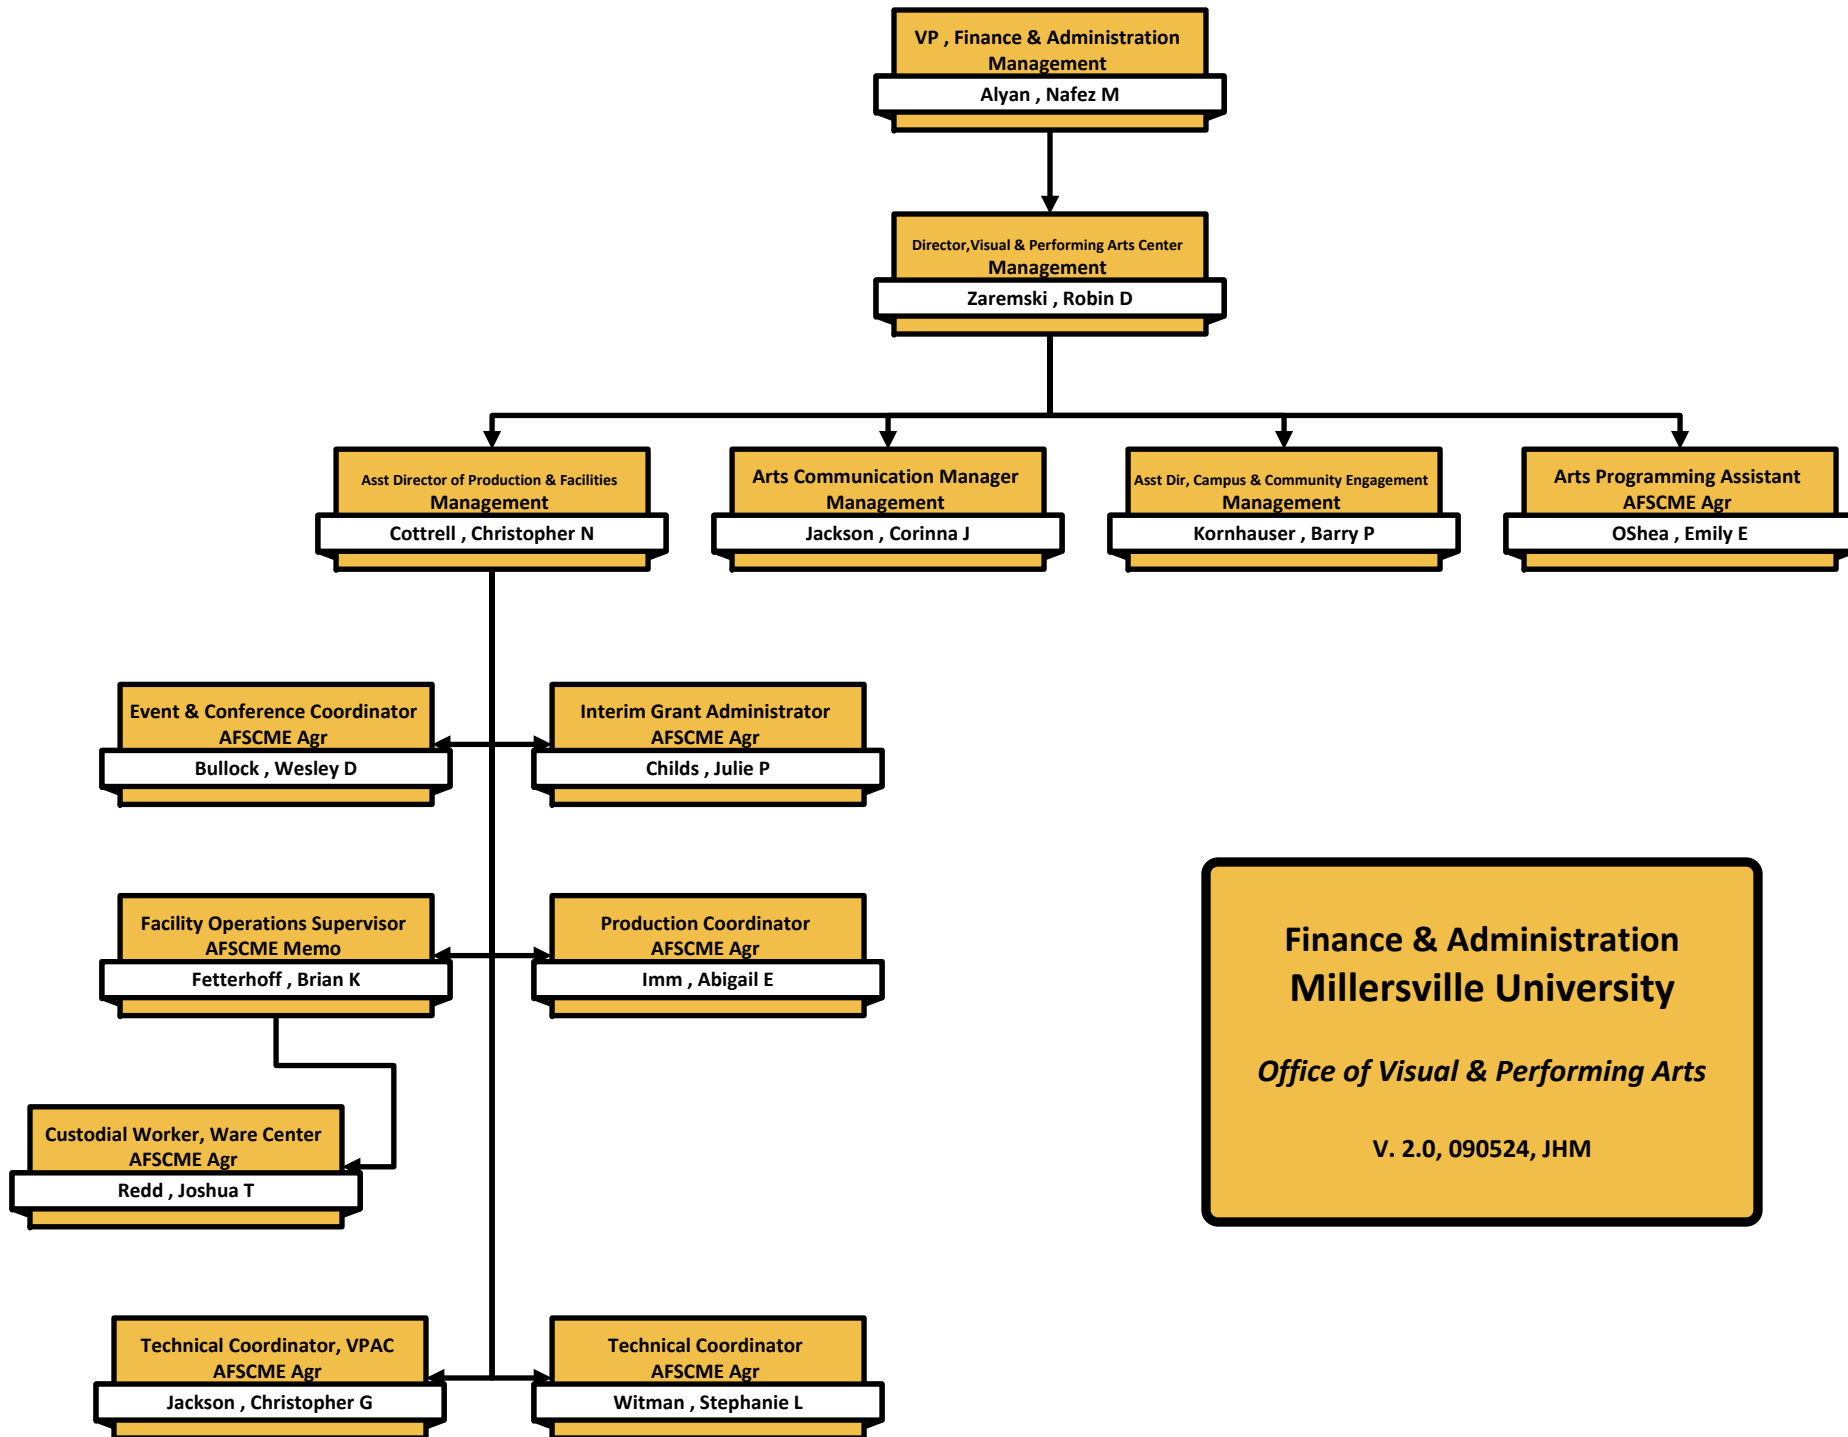 VP , Finance & Administration
Management
Alyan , Nafez M
Director,Visual & Performing Arts Center
Management
Zaremski , Robin D
Asst Director of Production & Facilities
Management
Cottrell , Christopher N
Arts Communication Manager
Management
Jackson , Corinna J
Asst Dir, Campus & Community Engagement
Management
Kornhauser , Barry P
Arts Programming Assistant
AFSCME Agr
OShea , Emily E
Event & Conference Coordinator
AFSCME Agr
Bullock , Wesley D
Interim Grant Administrator
AFSCME Agr
Childs , Julie P
Facility Operations Supervisor
AFSCME Memo
Fetterhoff , Brian K
Production Coordinator
AFSCME Agr
Imm , Abigail E
Custodial Worker, Ware Center
AFSCME Agr
Redd , Joshua T
Technical Coordinator, VPAC
AFSCME Agr
Jackson , Christopher G
Technical Coordinator
AFSCME Agr
Witman , Stephanie L
Finance & Administration
Millersville University
Office of Visual & Performing Arts
V. 2.0, 090524, JHM